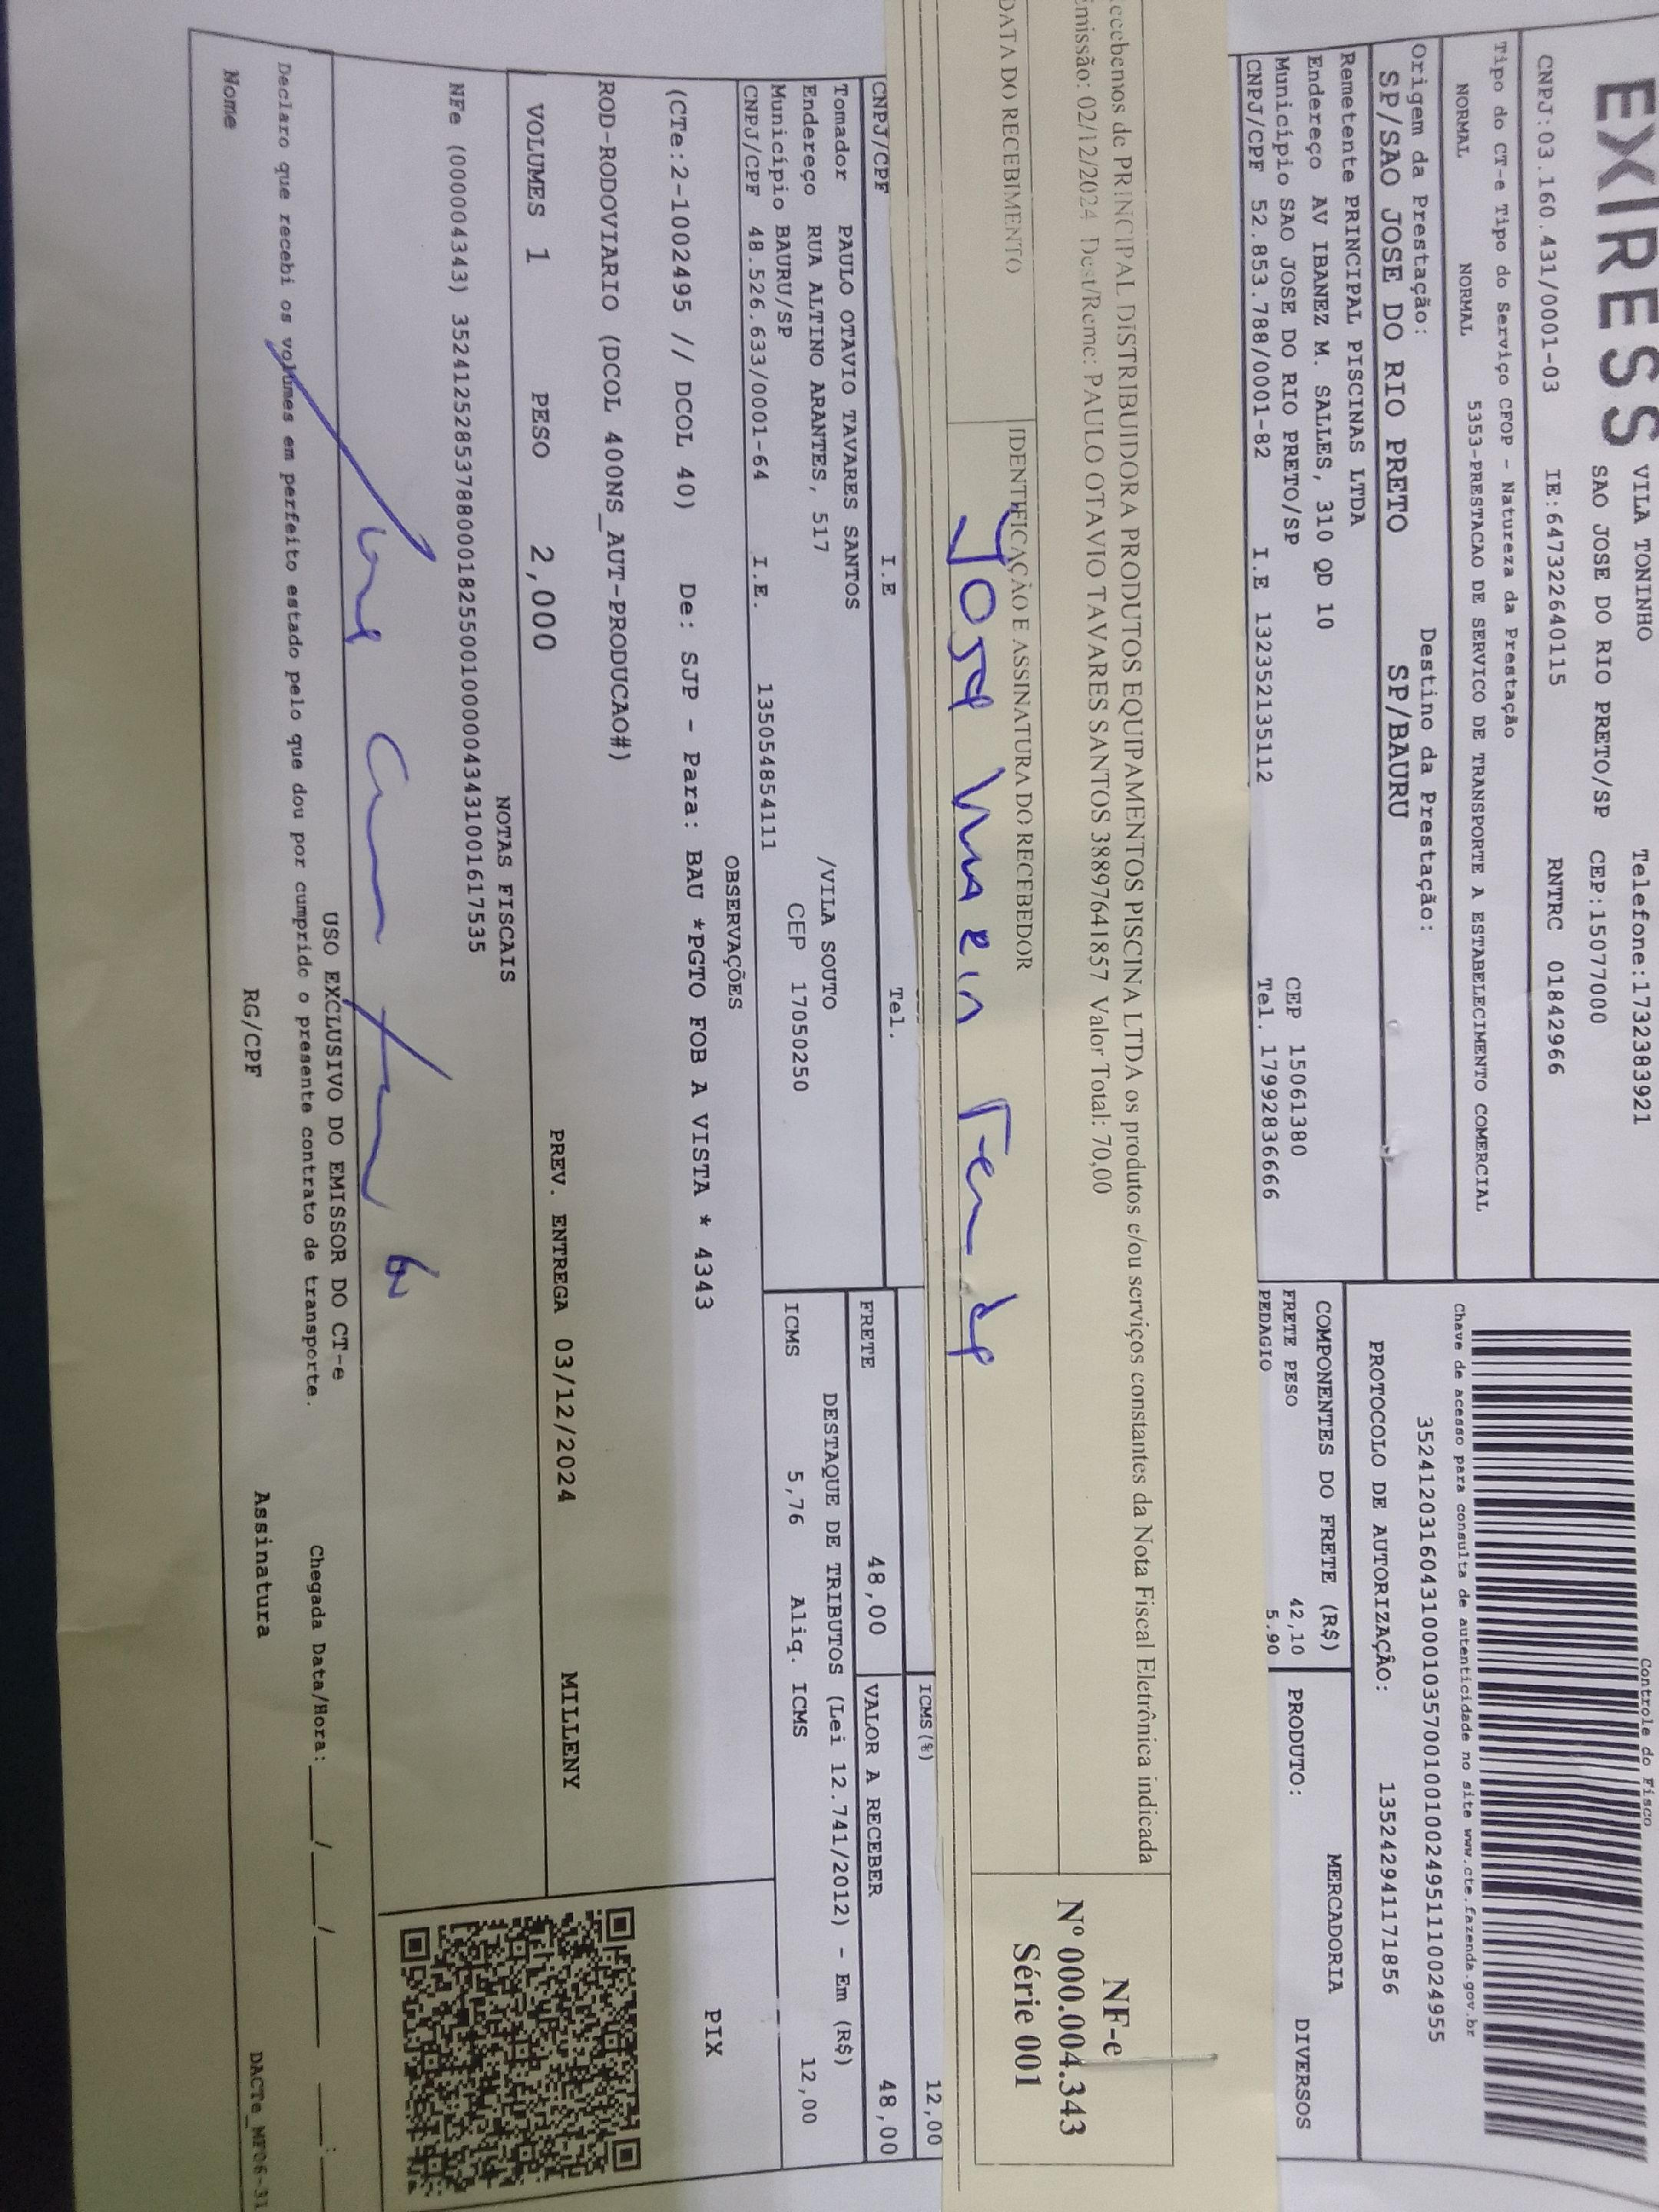 EXPRESS
VILA TONINHO Telefone:1732383921
SAO JOSE DO RIO PRETO/SP CEP:15077000
CNPJ:03.160.431/0001-03 IE:647322640115 RNTRC 01842966
Tipo do CT-e Tipo do Serviço CFOP - Natureza da Prestação
NORMAL NORMAL 5353-PRESTACAO DE SERVICO DE TRANSPORTE A ESTABELECIMENTO COMERCIAL
Origem da Prestação: Destino da Prestação:
SP/SAO JOSE DO RIO PRETO SP/BAURU
Controle do Fisco
Chave de acesso para consulta de autenticidade no site www.cte.fazenda.gov.br
35241203160431000103570010010024951110024955
PROTOCOLO DE AUTORIZAÇÃO: 135242941171856
Remetente PRINCIPAL PISCINAS LTDA
Endereço AV IBANEZ M. SALLES, 310 QD 10
Município SAO JOSE DO RIO PRETO/SP CEP 15061380
CNPJ/CPF 52.853.788/0001-82 I.E 132352135112 Tel. 17992836666
COMPONENTES DO FRETE (R$)
FRETE PESO 42,10
PEDAGIO 5,90
MERCADORIA
PRODUTO: DIVERSOS
Recebemos de PRINCIPAL DISTRIBUIDORA PRODUTOS EQUIPAMENTOS PISCINA LTDA os produtos e/ou serviços constantes da Nota Fiscal Eletrônica indicada
Emissão: 02/12/2024 Dest/Reme: PAULO OTAVIO TAVARES SANTOS 38897641857 Valor Total: 70,00
DATA DO RECEBIMENTO IDENTIFICAÇÃO E ASSINATURA DO RECEBEDOR
Jose
NF-e
Nº 000.004.343
Série 001
CNPJ/CPF I.E Tel.
ICMS(%) 12,00
Tomador PAULO OTAVIO TAVARES SANTOS
Endereço RUA ALTINO ARANTES, 517 /VILA SOUTO
Município BAURU/SP CEP 17050250
CNPJ/CPF 48.526.633/0001-64 I.E. 135054854111
FRETE 48,00 VALOR A RECEBER 48,00
DESTAQUE DE TRIBUTOS (Lei 12.741/2012) - Em (R$)
ICMS 5,76 Aliq. ICMS 12,00
OBSERVAÇÕES
(CTe:2-1002495 // DCOL 40) De: SJP - Para: BAU *PGTO FOB A VISTA * 4343
ROD-RODOVIARIO (DCOL 400NS_AUT-PRODUCAO#)
PIX
VOLUMES 1 PESO 2,000 PREV. ENTREGA 03/12/2024 MILLENY
NOTAS FISCAIS
NFe (000004343) 35241252853788000182550010000043431001617535
USO EXCLUSIVO DO EMISSOR DO CT-e
Declaro que recebi os volumes em perfeito estado pelo que dou por cumprido o presente contrato de transporte. Chegada Data/Hora:___/___/_____ ___:___
Nome RG/CPF Assinatura